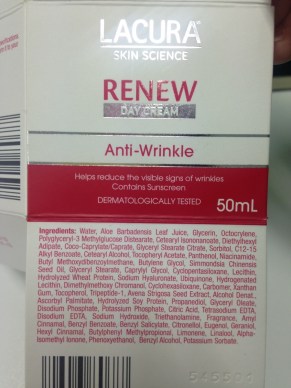 LACURA
SKIN SCIENCE
RENEW
DAY CREAM
Anti-Wrinkle
Helps reduce the visible signs of wrinkles
Contains Sunscreen
DERMATOLOGICALLY TESTED
50mL
Ingredients: Water, Aloe Barbadensis Leaf Juice, Glycerin, Octocrylene,
Polyglyceryl-3 Methylglucose Distearate, Cetearyl Isononanoate, Diethylhexyl
Adipate, Coco-Caprylate/Caprate, Glyceryl Stearate Citrate, Sorbitol, C12-15
Alkyl Benzoate, Cetearyl Alcohol, Tocopheryl Acetate, Panthenol, Niacinamide,
Butyl Methoxydibenzoylmethane, Butylene Glycol, Simmondsia Chinensis
Seed Oil, Glyceryl Stearate, Caprylyl Glycol, Cyclopentasiloxane, Lecithin,
Hydrolyzed Wheat Protein, Sodium Hyaluronate, Ubiquinone, Hydrogenated
Lecithin, Dimethylmethoxy Chromanol, Cyclohexasiloxane, Carbomer, Xanthan
Gum, Tocopherol, Tripeptide-1, Avena Strigosa Seed Extract, Alcohol Denat.,
Ascorbyl Palmitate, Hydrolyzed Soy Protein, Propanediol, Glyceryl Oleate,
Disodium Phosphate, Potassium Phosphate, Citric Acid, Tetrasodium EDTA,
Disodium EDTA, Sodium Hydroxide, Triethanolamine, Fragrance, Amyl
Cinnamal, Benzyl Benzoate, Benzyl Salicylate, Citronellol, Eugenol, Geraniol,
Hexyl Cinnamal, Butylphenyl Methylpropional, Limonene, Linalool, Alpha-
Isomethyl Ionone, Phenoxyethanol, Benzyl Alcohol, Potassium Sorbate.